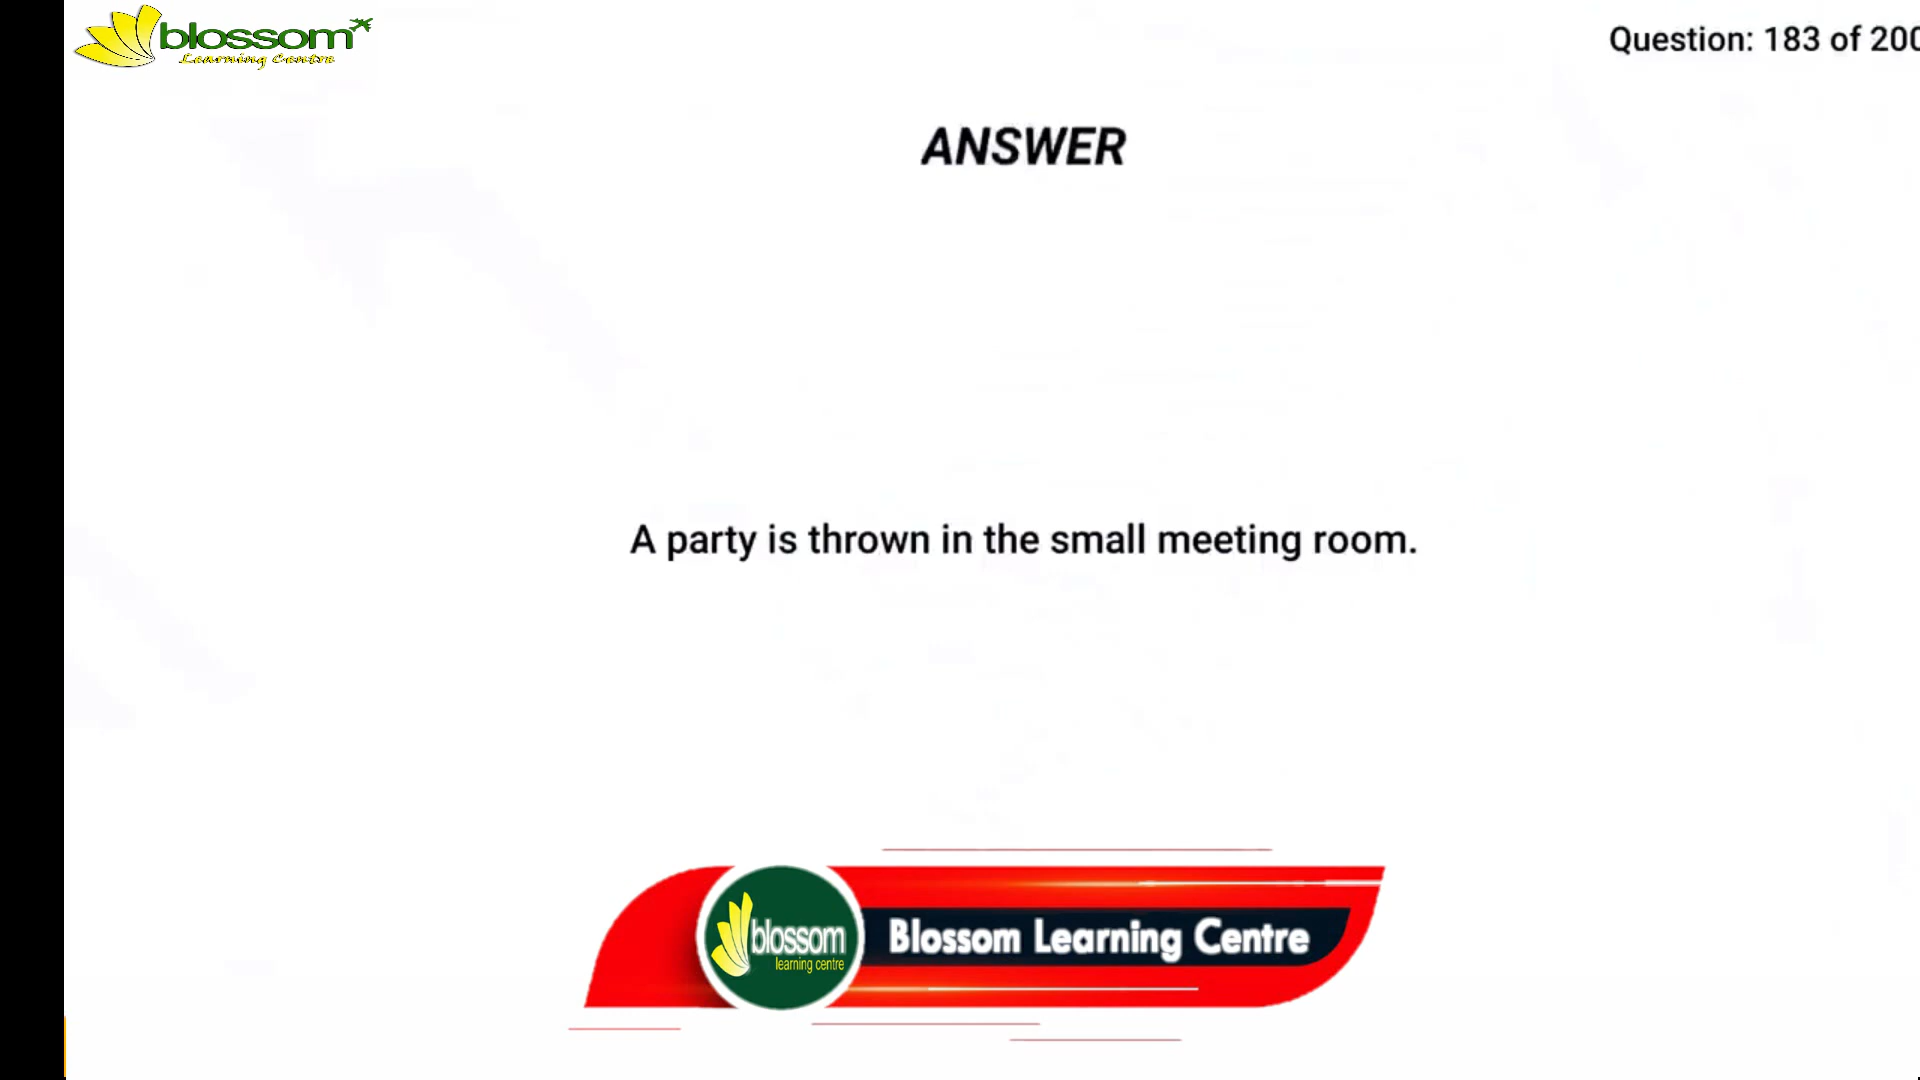 blossom
Learning Centre
Question: 183 of 200
ANSWER
A party is thrown in the small meeting room.
blossom
learning centre
Blossom Learning Centre